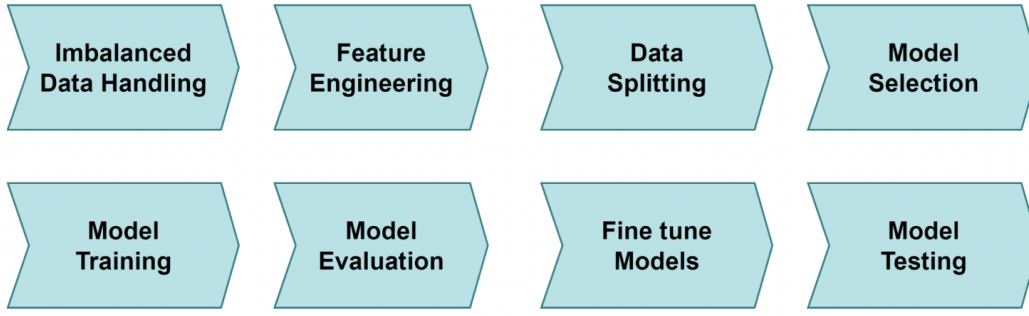 Imbalanced
Data Handling
Feature
Engineering
Data
Splitting
Model
Selection
Model
Training
Model
Evaluation
Fine tune
Models
Model
Testing